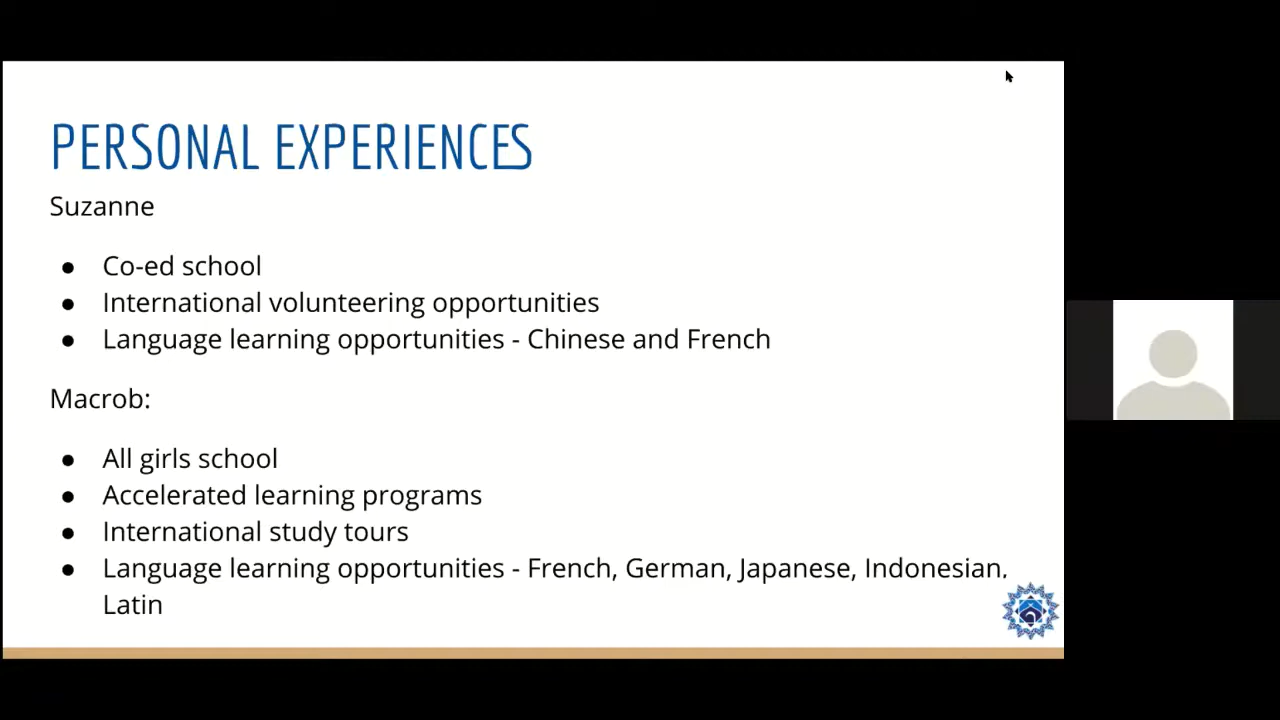 PERSONAL EXPERIENCES
Suzanne
● Co-ed school
● International volunteering opportunities
● Language learning opportunities - Chinese and French
Macrob:
● All girls school
● Accelerated learning programs
● International study tours
● Language learning opportunities - French, German, Japanese, Indonesian,
Latin